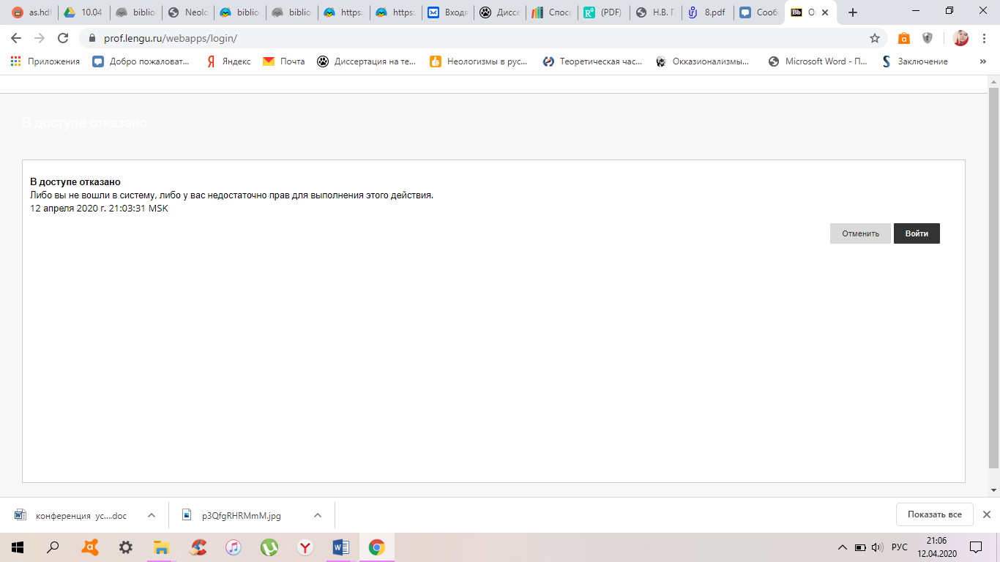 as.hdf
10.04
biblio
Neolo
biblio
biblio
https:
https:
Входя
Диссе
Спосо
(PDF)
Н.В. Г
8.pdf
Сооб
prof.lengu.ru/webapps/login/
Приложения
Добро пожаловат...
Яндекс
Почта
Диссертация на те...
Неологизмы в рус...
Теоретическая час...
Окказионализмы...
Microsoft Word - П...
Заключение
»
В доступе отказано
В доступе отказано
Либо вы не вошли в систему, либо у вас недостаточно прав для выполнения этого действия.
12 апреля 2020 г. 21:03:31 MSK
Отменить
Войти
конференция ус....doc
p3QfgRHRMmM.jpg
Показать все
РУС
21:06
12.04.2020